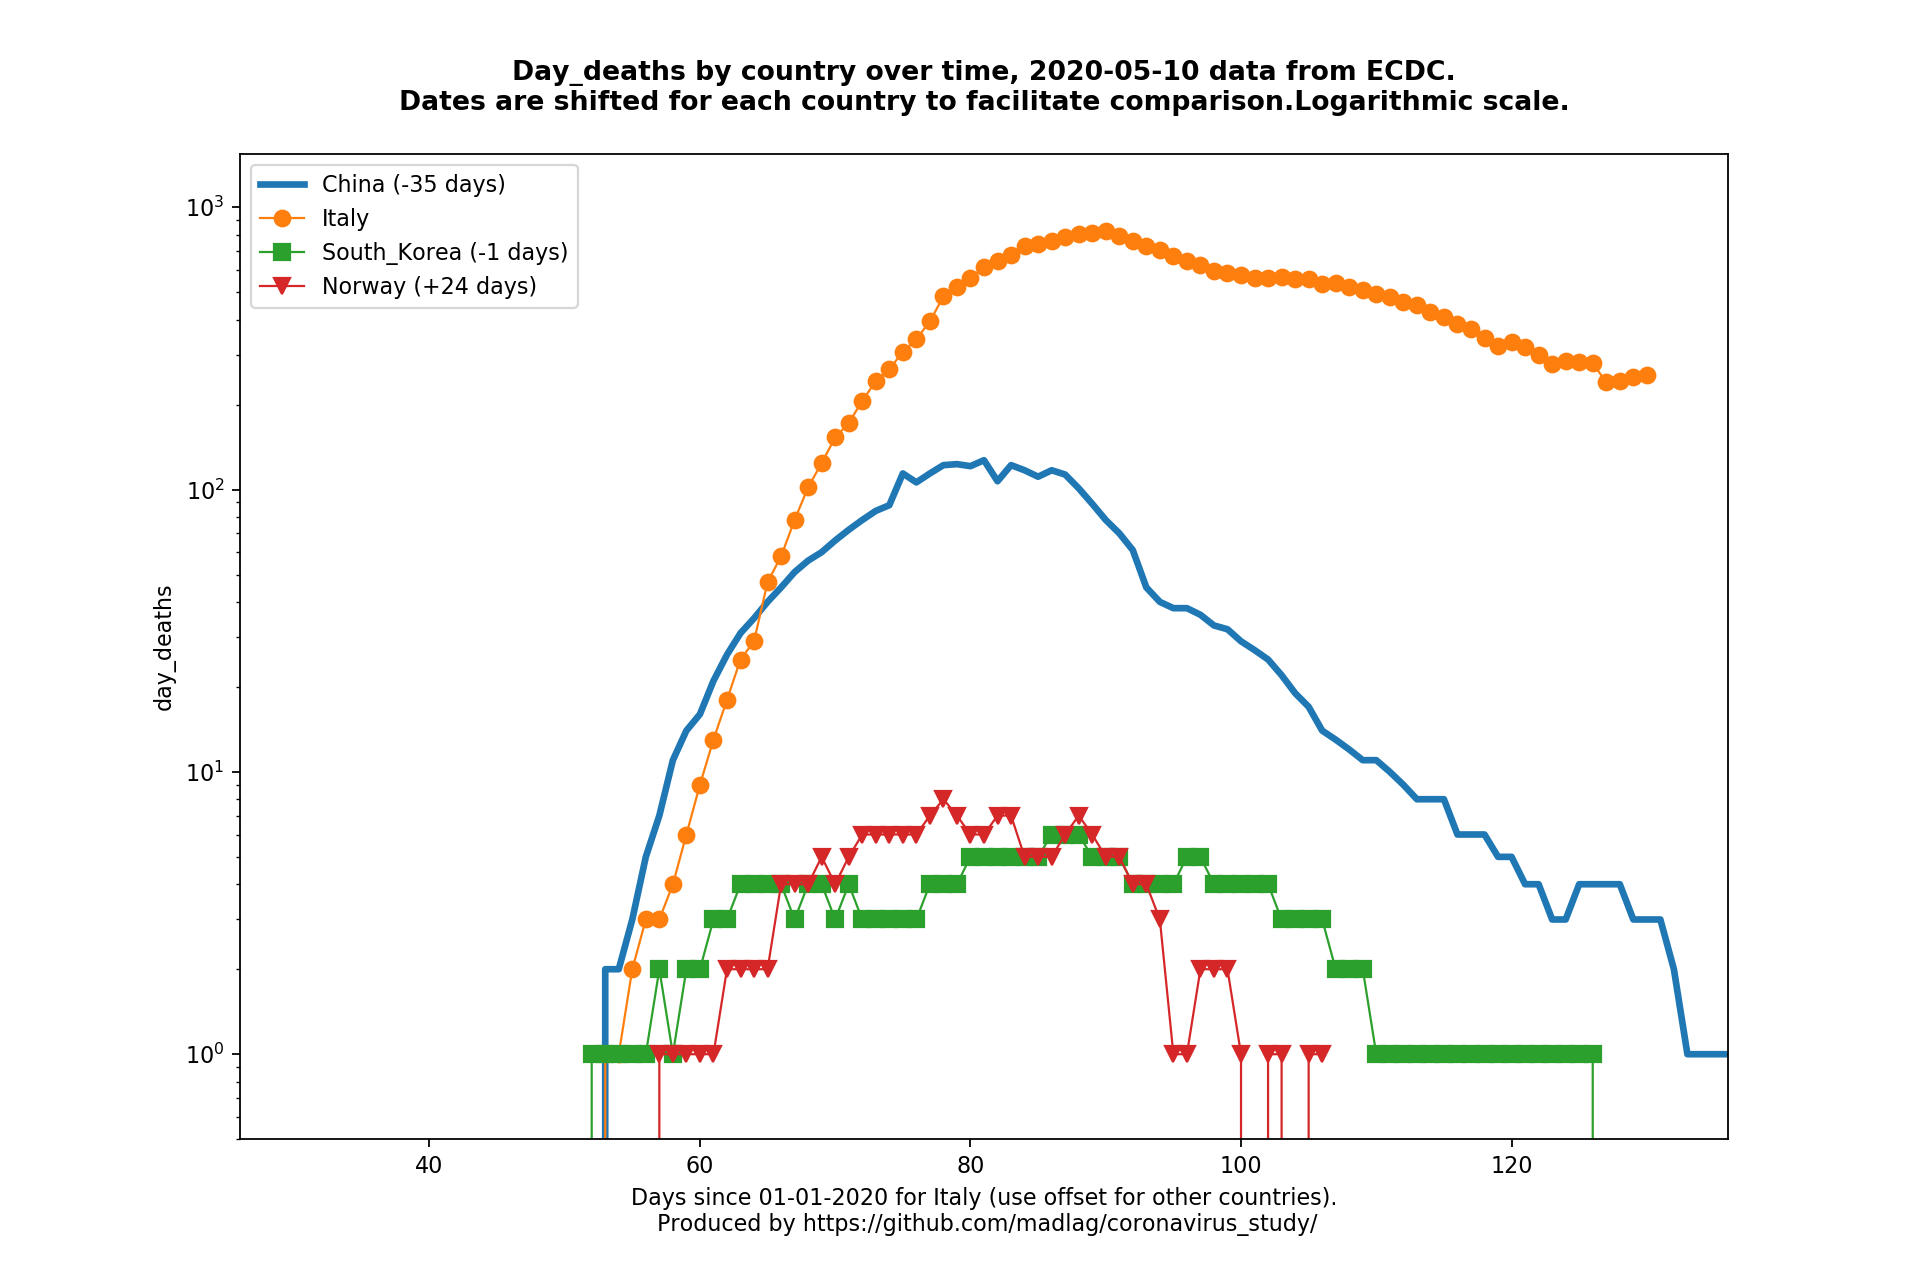 Day_deaths by country over time, 2020-05-10 data from ECDC.
Dates are shifted for each country to facilitate comparison.Logarithmic scale.
China (-35 days)
Italy
South_Korea (-1 days)
Norway (+24 days)
10³
10²
10¹
10⁰
day_deaths
40 60 80 100 120
Days since 01-01-2020 for Italy (use offset for other countries).
Produced by https://github.com/madlag/coronavirus_study/